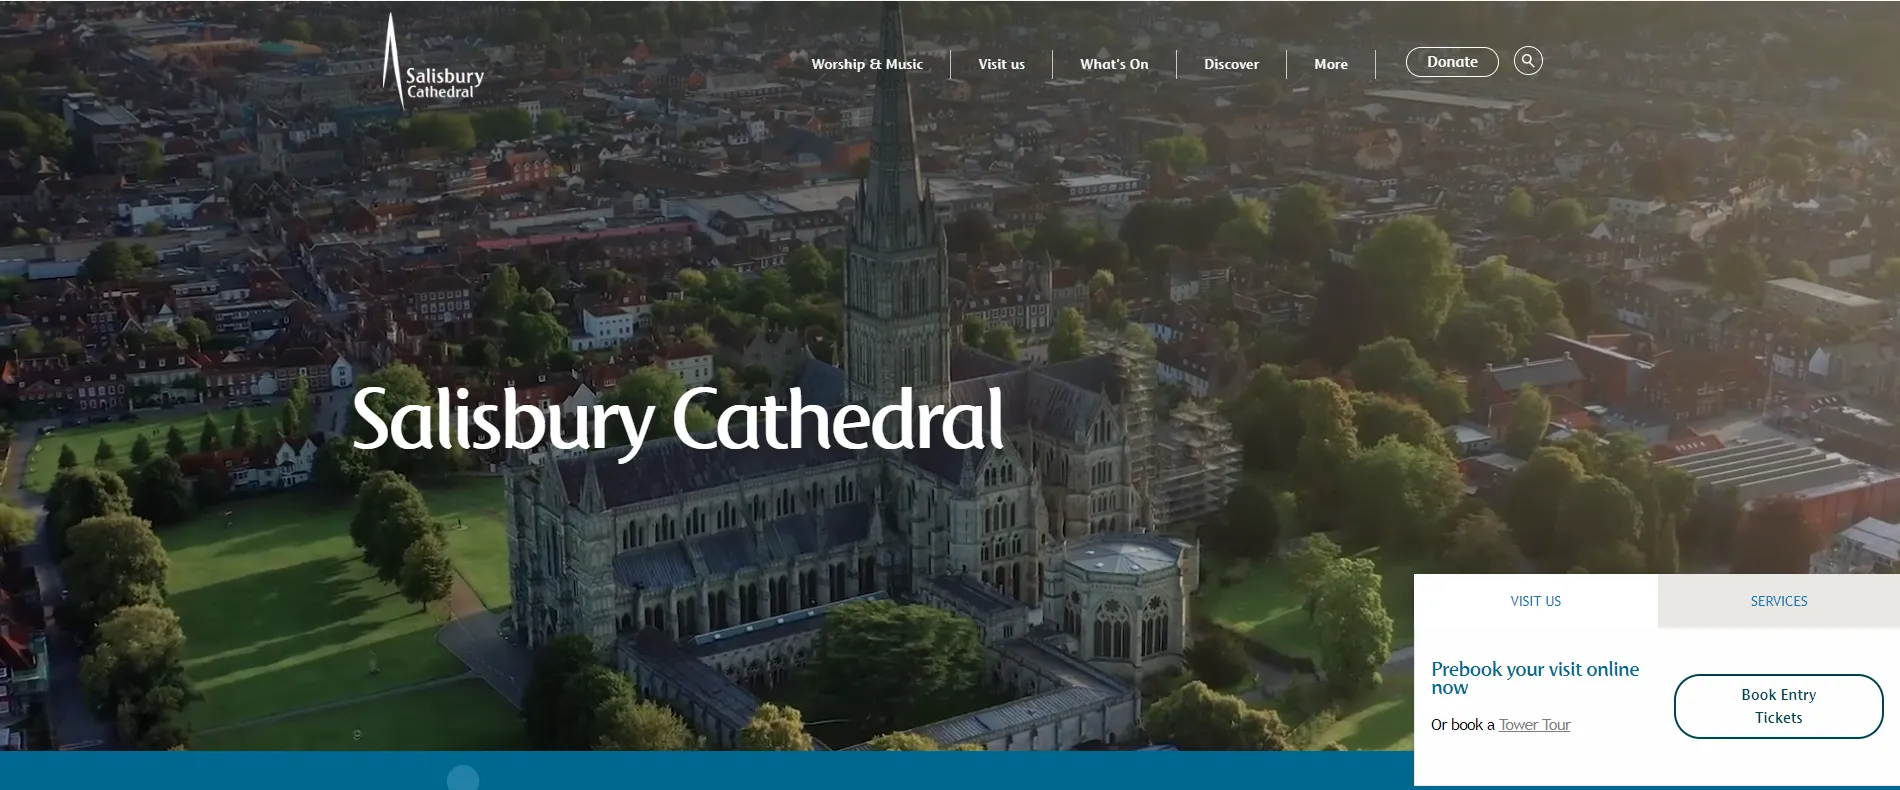 Salisbury
Cathedral
Worship & Music
Visit us
What's On
Discover
More
Donate
Salisbury Cathedral
VISIT US
SERVICES
Prebook your visit online
now
Or book a Tower Tour
Book Entry
Tickets